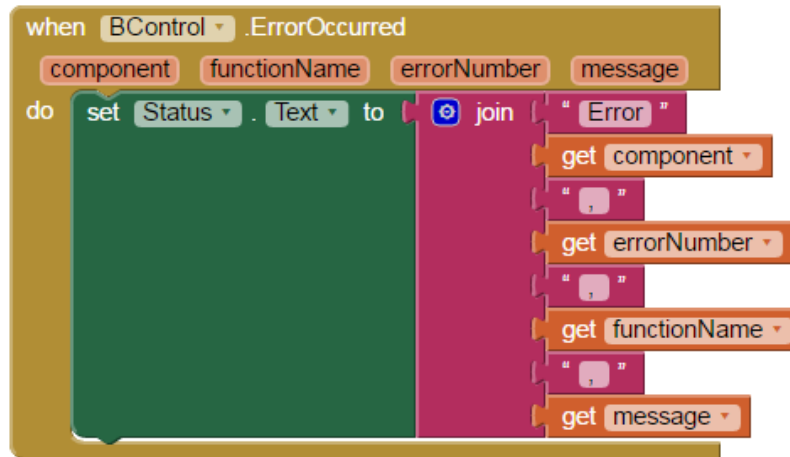 when BControl .ErrorOccurred
component functionName errorNumber message
do set Status . Text to join " Error "
get component
" , "
get errorNumber
" , "
get functionName
" , "
get message